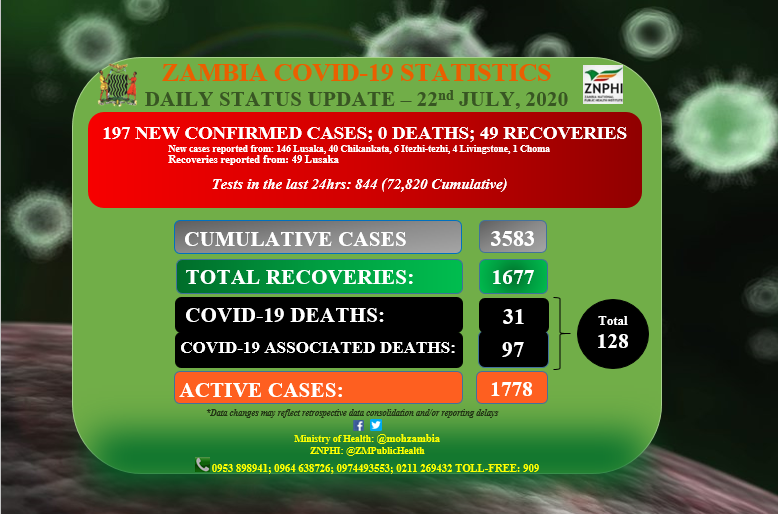 ZAMBIA COVID-19 STATISTICS
DAILY STATUS UPDATE – 22nd JULY, 2020
ZNPHI
ZAMBIA NATIONAL
PUBLIC HEALTH INSTITUTE
197 NEW CONFIRMED CASES; 0 DEATHS; 49 RECOVERIES
New cases reported from: 146 Lusaka, 40 Chikankata, 6 Itezhi-tezhi, 4 Livingstone, 1 Choma
Recoveries reported from: 49 Lusaka
Tests in the last 24hrs: 844 (72,820 Cumulative)
CUMULATIVE CASES 3583
TOTAL RECOVERIES: 1677
COVID-19 DEATHS: 31
COVID-19 ASSOCIATED DEATHS: 97
Total
128
ACTIVE CASES: 1778
*Data changes may reflect retrospective data consolidation and/or reporting delays
Ministry of Health: @mohzambia
ZNPHI: @ZMPublicHealth
0953 898941; 0964 638726; 0974493553; 0211 269432 TOLL-FREE: 909